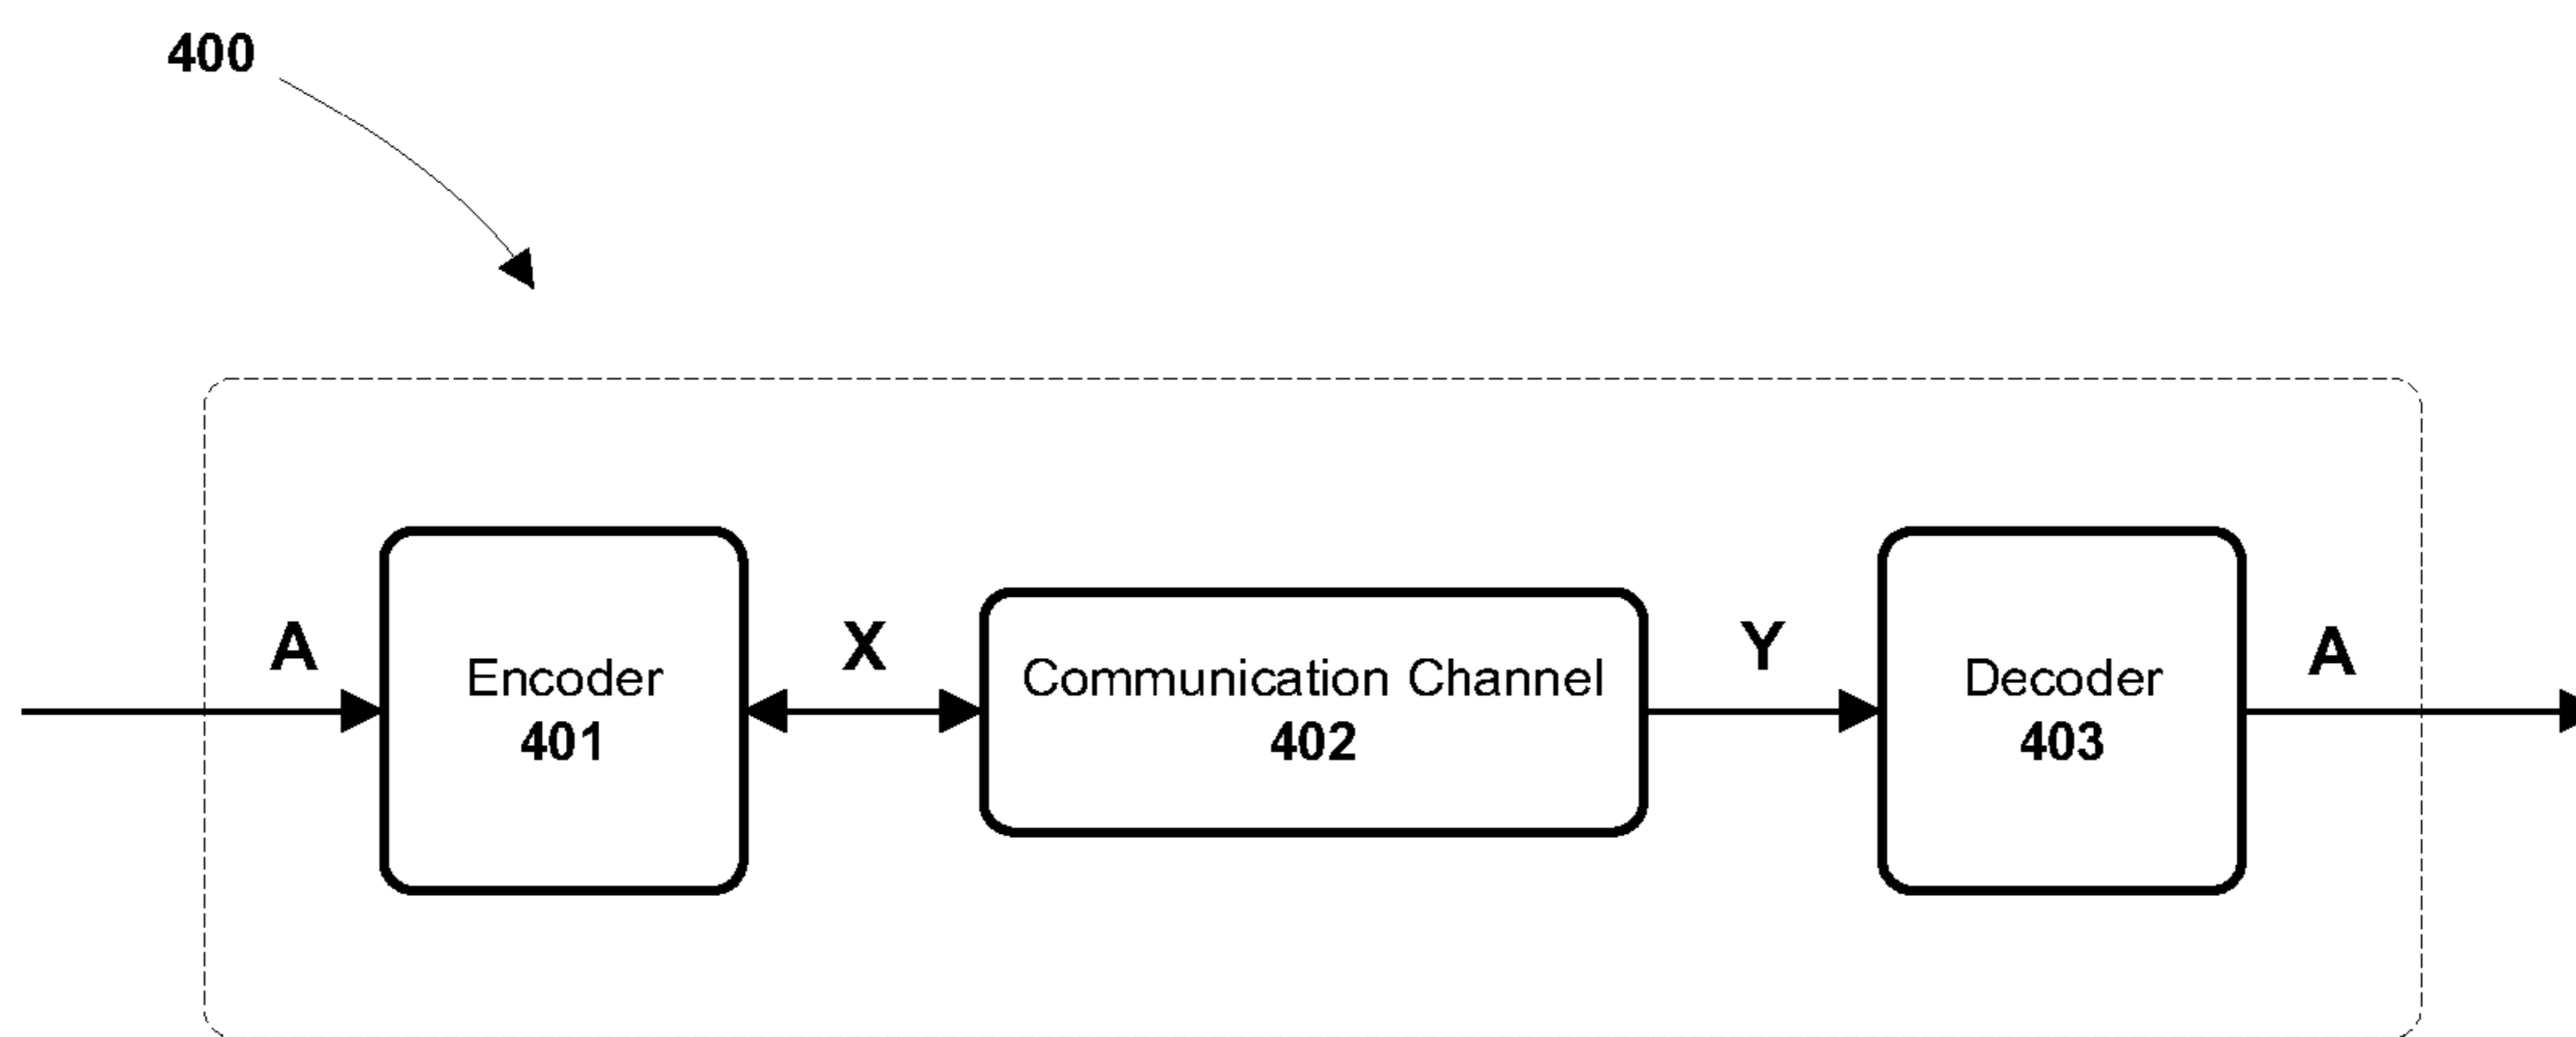 400
A
Encoder
401
X
Communication Channel
402
Y
Decoder
403
A